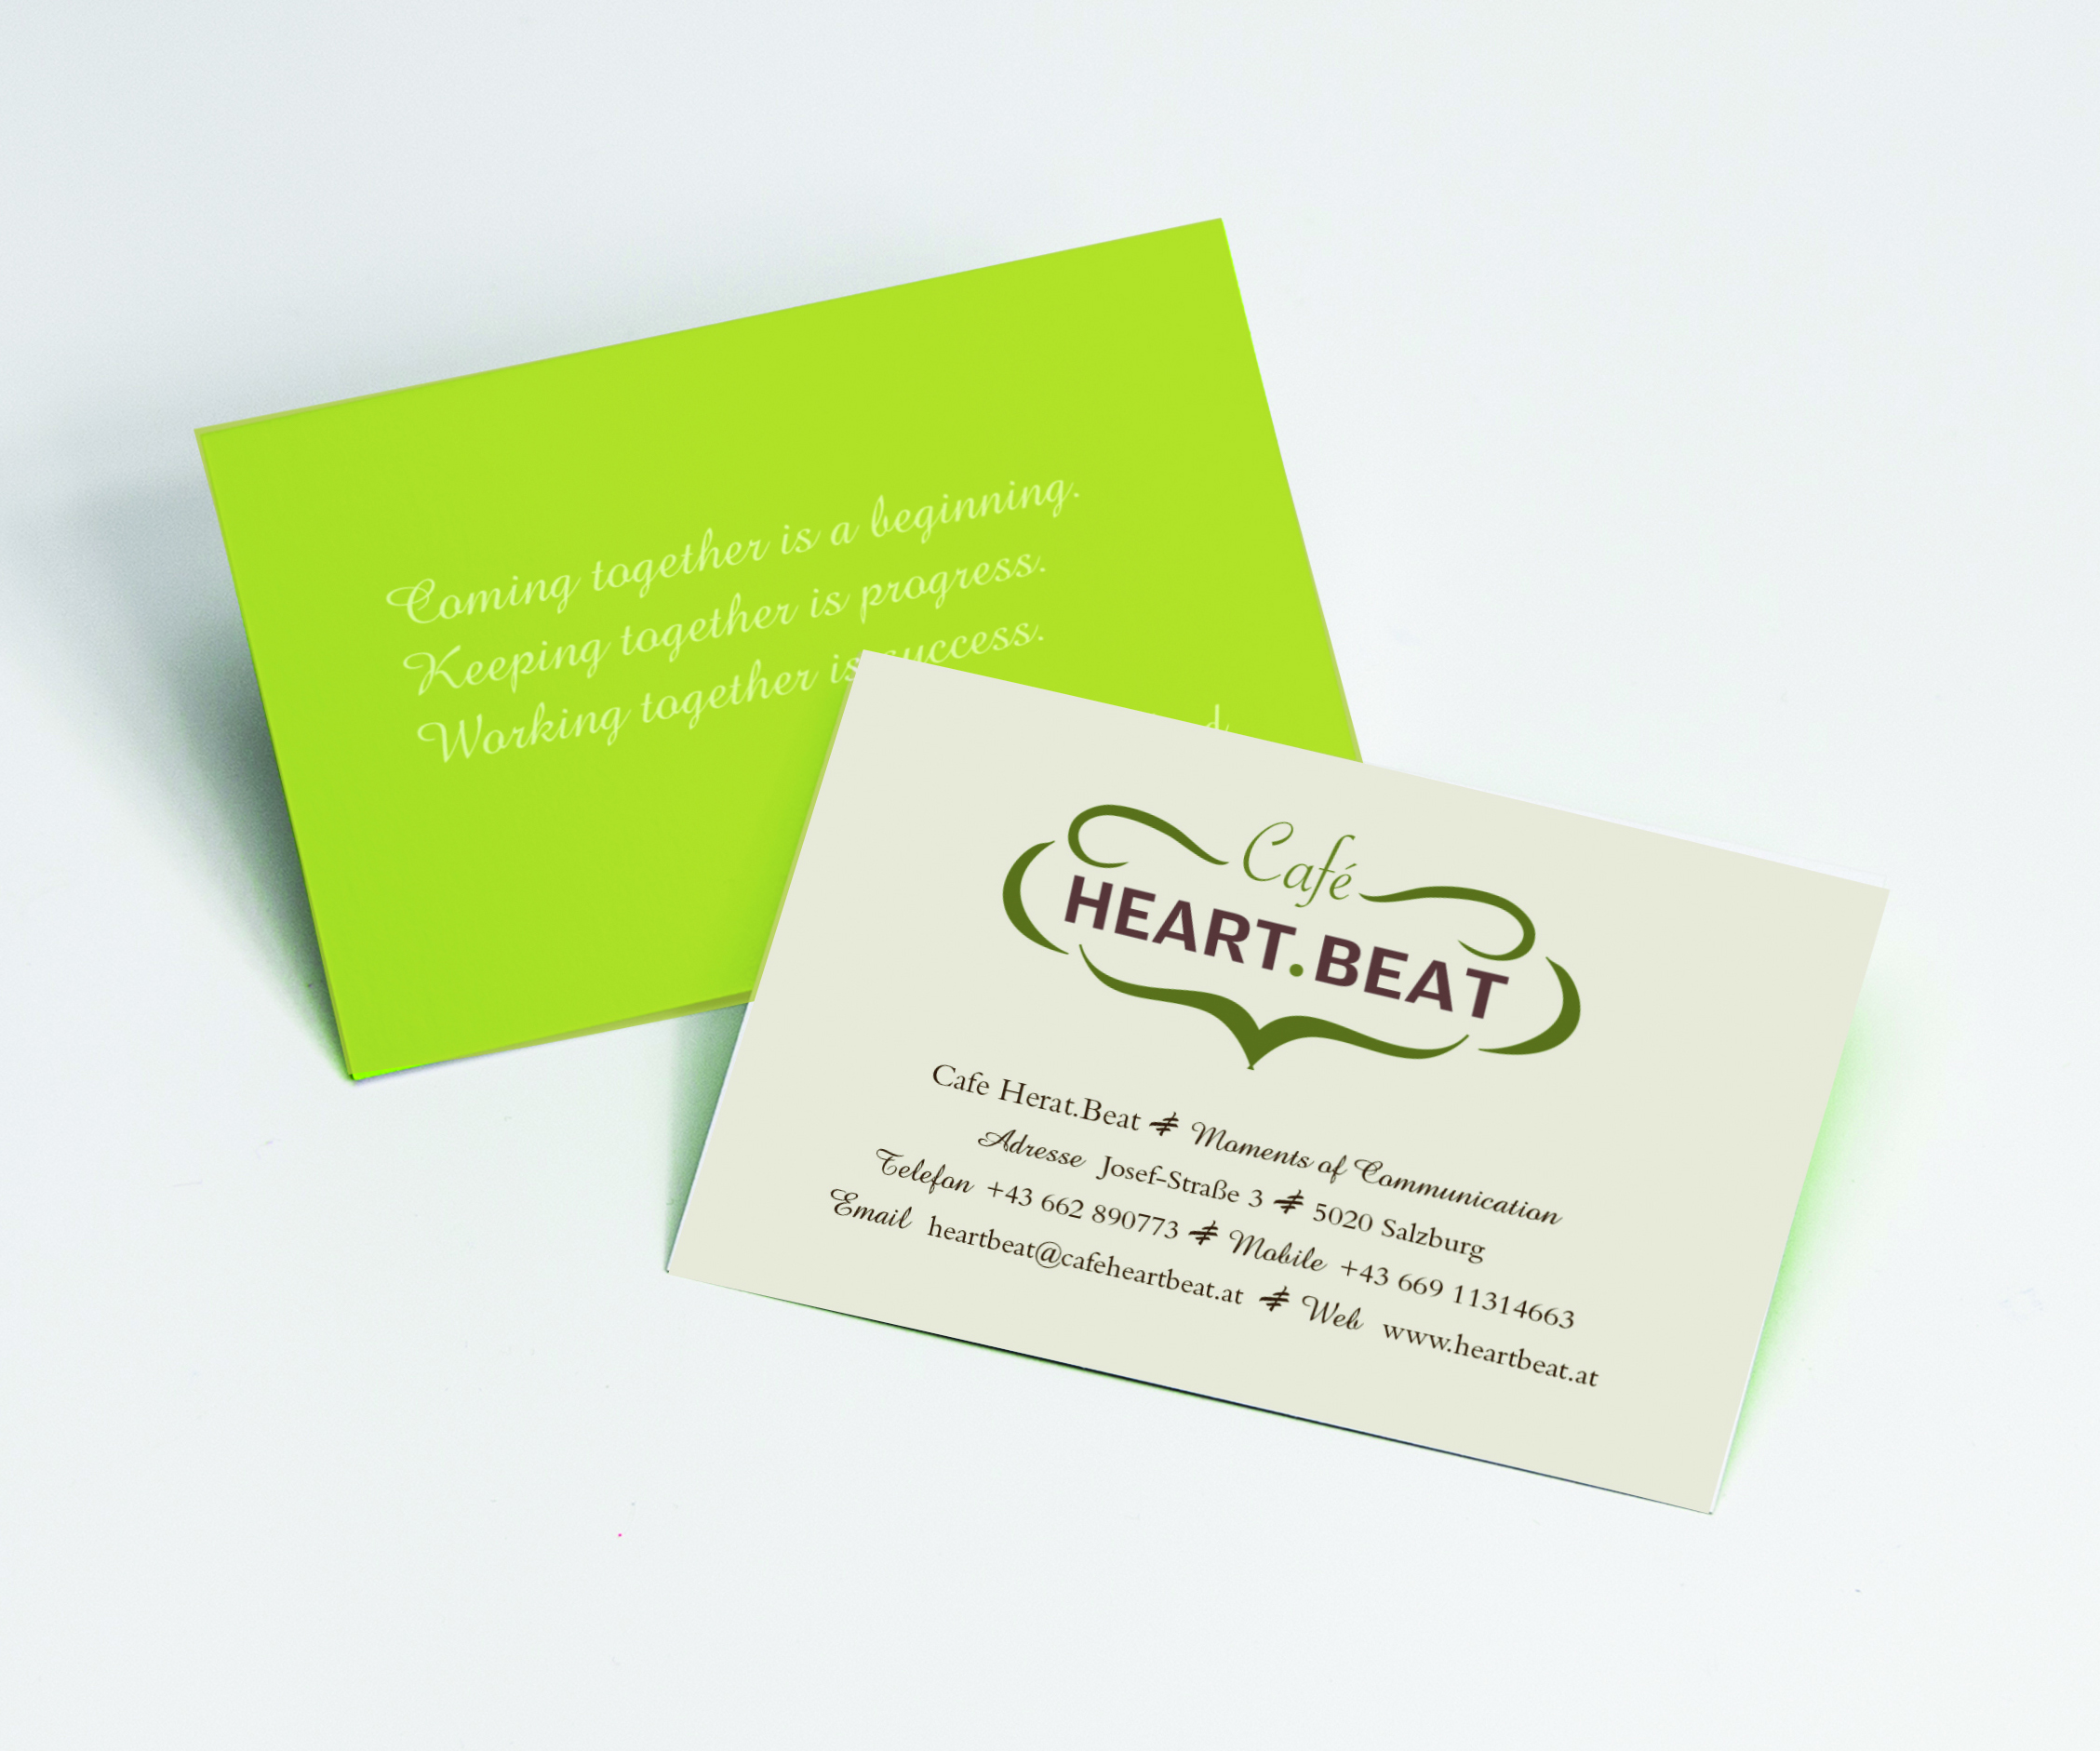 Coming together is a beginning.
Keeping together is progress.
Working together is success.
Café
HEART.BEAT
Cafe Herat.Beat Moments of Communication
Adresse Josef-Straße 3 5020 Salzburg
Telefon +43 662 890773 Mobile +43 669 11314663
Email heartbeat@cafeheartbeat.at Web www.heartbeat.at